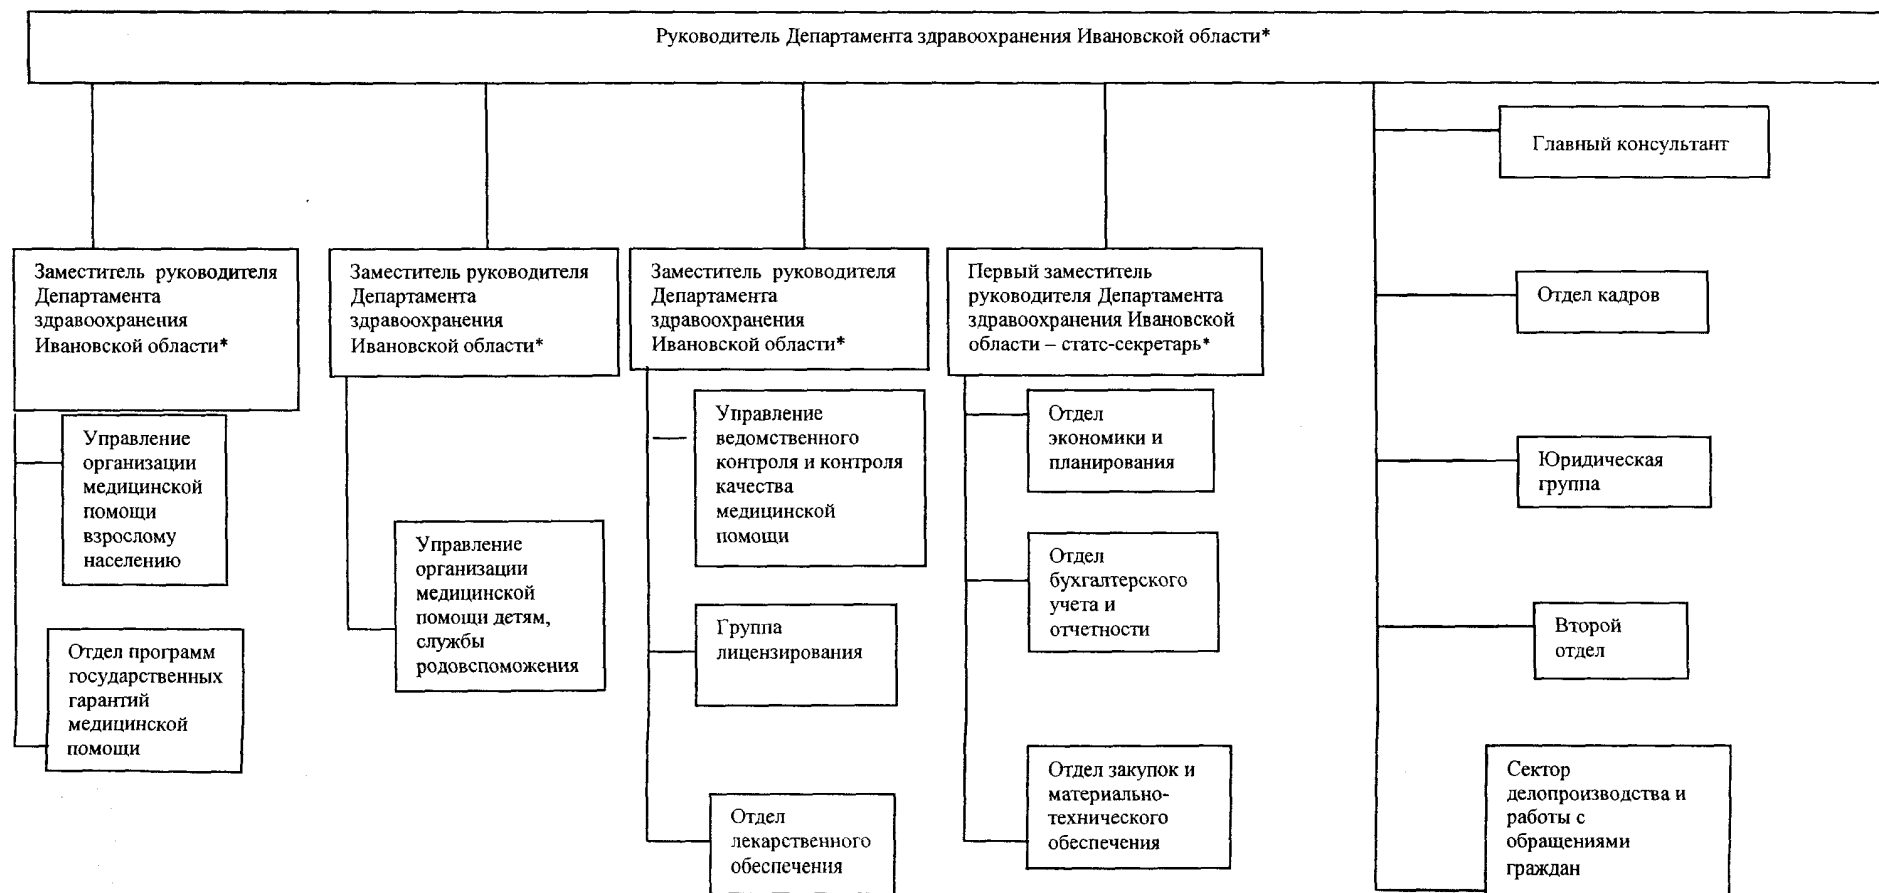 Руководитель Департамента здравоохранения Ивановской области*
Заместитель руководителя
Департамента
здравоохранения
Ивановской области*
Управление
организации
медицинской
помощи
взрослому
населению
Отдел программ
государственных
гарантий
медицинской
помощи
Заместитель руководителя
Департамента
здравоохранения
Ивановской области*
Управление
организации
медицинской
помощи детям,
службы
родовспоможения
Заместитель руководителя
Департамента
здравоохранения
Ивановской области*
Управление
ведомственного
контроля и контроля
качества
медицинской
помощи
Группа
лицензирования
Отдел
лекарственного
обеспечения
Первый заместитель
руководителя Департамента
здравоохранения Ивановской
области – статс-секретарь*
Отдел
экономики и
планирования
Отдел
бухгалтерского
учета и
отчетности
Отдел закупок и
материально-
технического
обеспечения
Главный консультант
Отдел кадров
Юридическая
группа
Второй
отдел
Сектор
делопроизводства и
работы с
обращениями
граждан